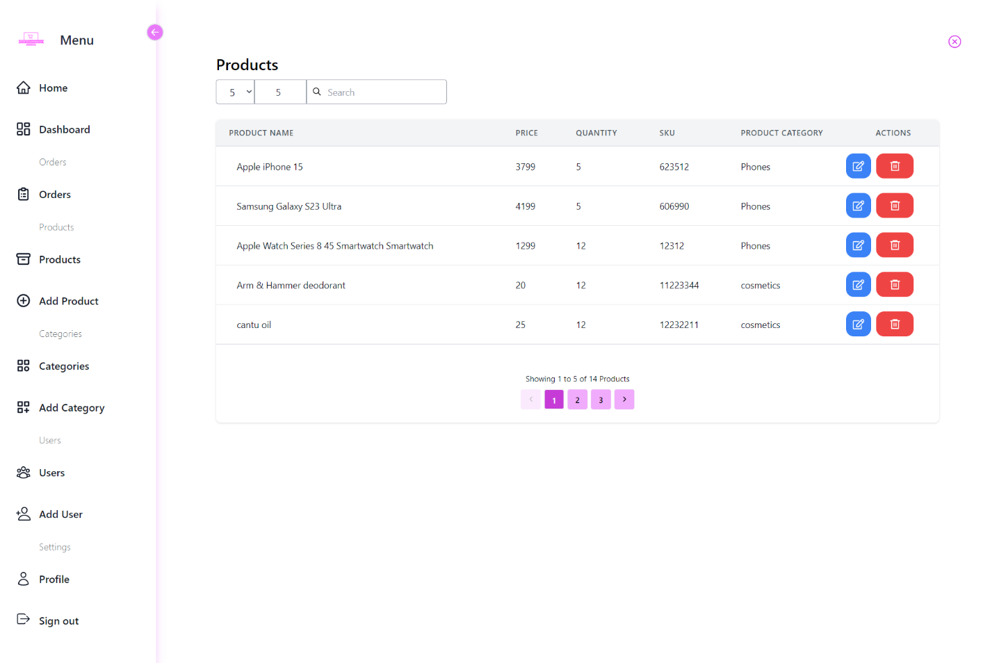 Menu
Home
Dashboard
Orders
Orders
Products
Products
Add Product
Categories
Categories
Add Category
Users
Users
Add User
Settings
Profile
Sign out
Products
5 5 Search
PRODUCT NAME PRICE QUANTITY SKU PRODUCT CATEGORY ACTIONS
Apple iPhone 15 3799 5 623512 Phones
Samsung Galaxy S23 Ultra 4199 5 606990 Phones
Apple Watch Series 8 45 Smartwatch Smartwatch 1299 12 12312 Phones
Arm & Hammer deodorant 20 12 11223344 cosmetics
cantu oil 25 12 12232211 cosmetics
Showing 1 to 5 of 14 Products
1 2 3